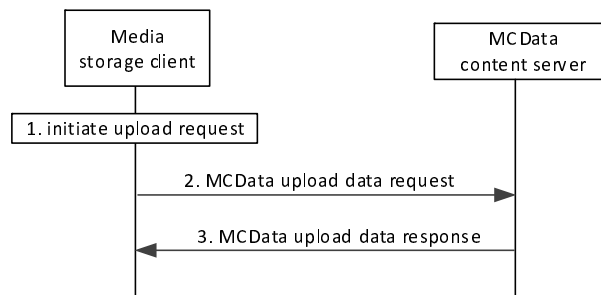 Media
storage client
MCData
content server
1. initiate upload request
2. MCData upload data request
3. MCData upload data response